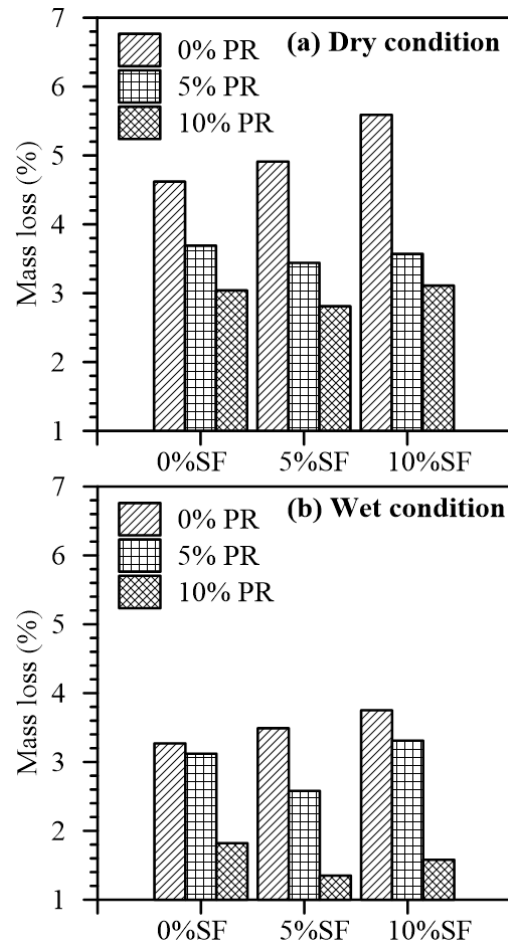 7
(a) Dry condition
0% PR
6
5% PR
10% PR
5
4
3
2
1
Mass loss (%)
0%SF 5%SF 10%SF
7
(b) Wet condition
0% PR
6
5% PR
10% PR
5
4
3
2
1
Mass loss (%)
0%SF 5%SF 10%SF